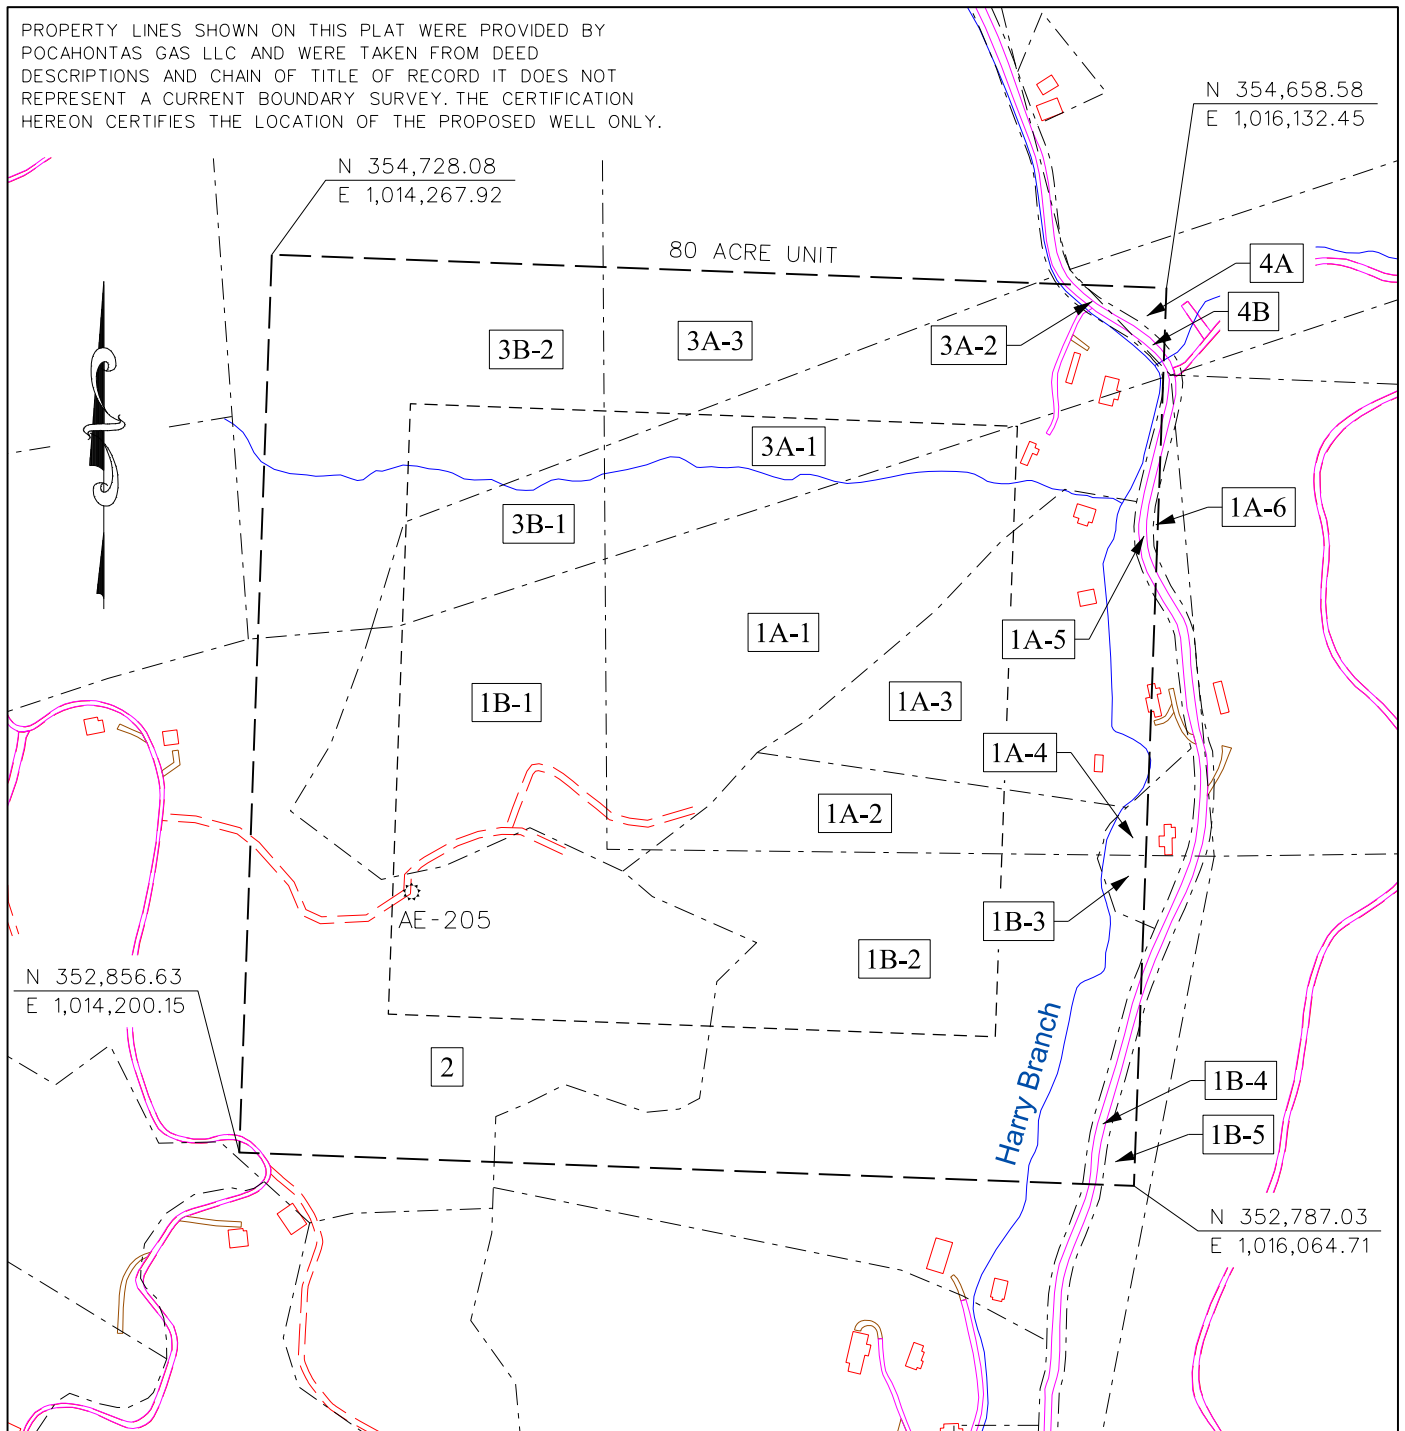 PROPERTY LINES SHOWN ON THIS PLAT WERE PROVIDED BY
POCAHONTAS GAS LLC AND WERE TAKEN FROM DEED
DESCRIPTIONS AND CHAIN OF TITLE OF RECORD IT DOES NOT
REPRESENT A CURRENT BOUNDARY SURVEY. THE CERTIFICATION
HEREON CERTIFIES THE LOCATION OF THE PROPOSED WELL ONLY.
N 354,658.58
E 1,016,132.45
N 354,728.08
E 1,014,267.92
80 ACRE UNIT
4A
4B
3A-3
3A-2
3B-2
3A-1
1A-6
3B-1
1A-1
1A-5
1B-1
1A-3
1A-4
1A-2
AE-205
1B-3
1B-2
N 352,856.63
E 1,014,200.15
2
Harry Branch
1B-4
1B-5
N 352,787.03
E 1,016,064.71